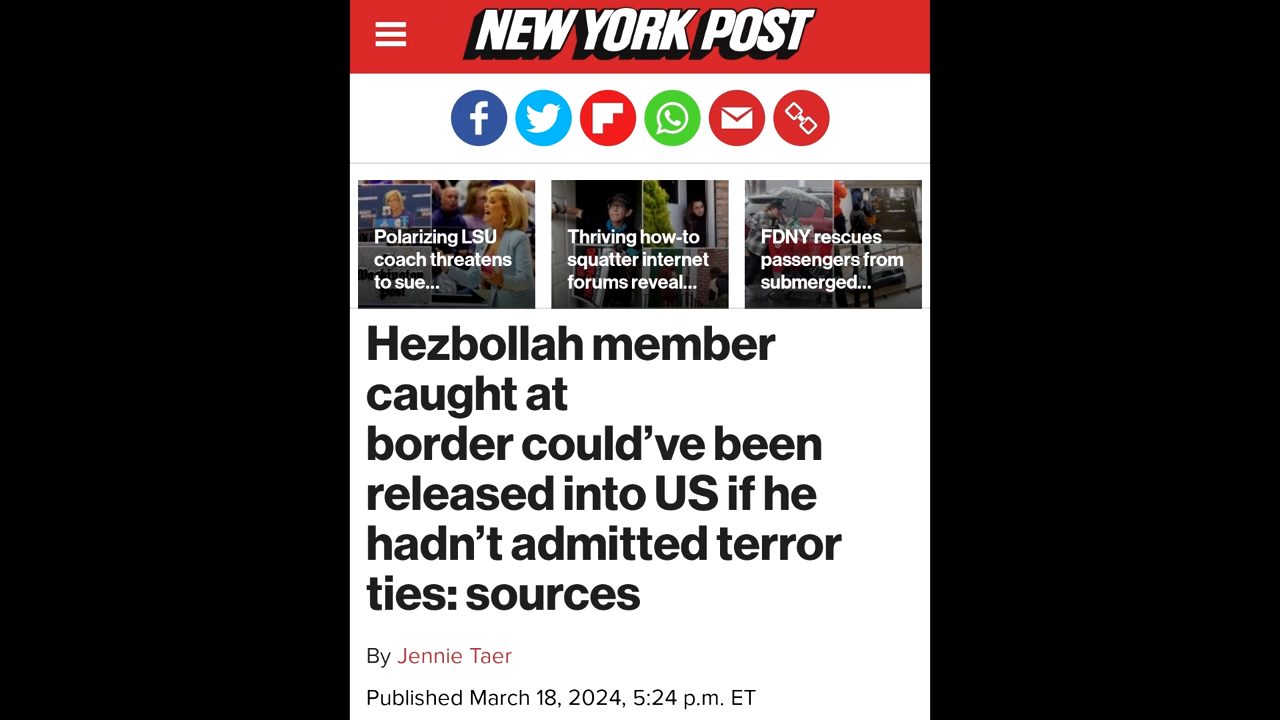 NEW YORK POST
Polarizing LSU
coach threatens
to sue...
Thriving how-to
squatter internet
forums reveal...
FDNY rescues
passengers from
submerged...
Hezbollah member
caught at
border could’ve been
released into US if he
hadn’t admitted terror
ties: sources
By Jennie Taer
Published March 18, 2024, 5:24 p.m. ET